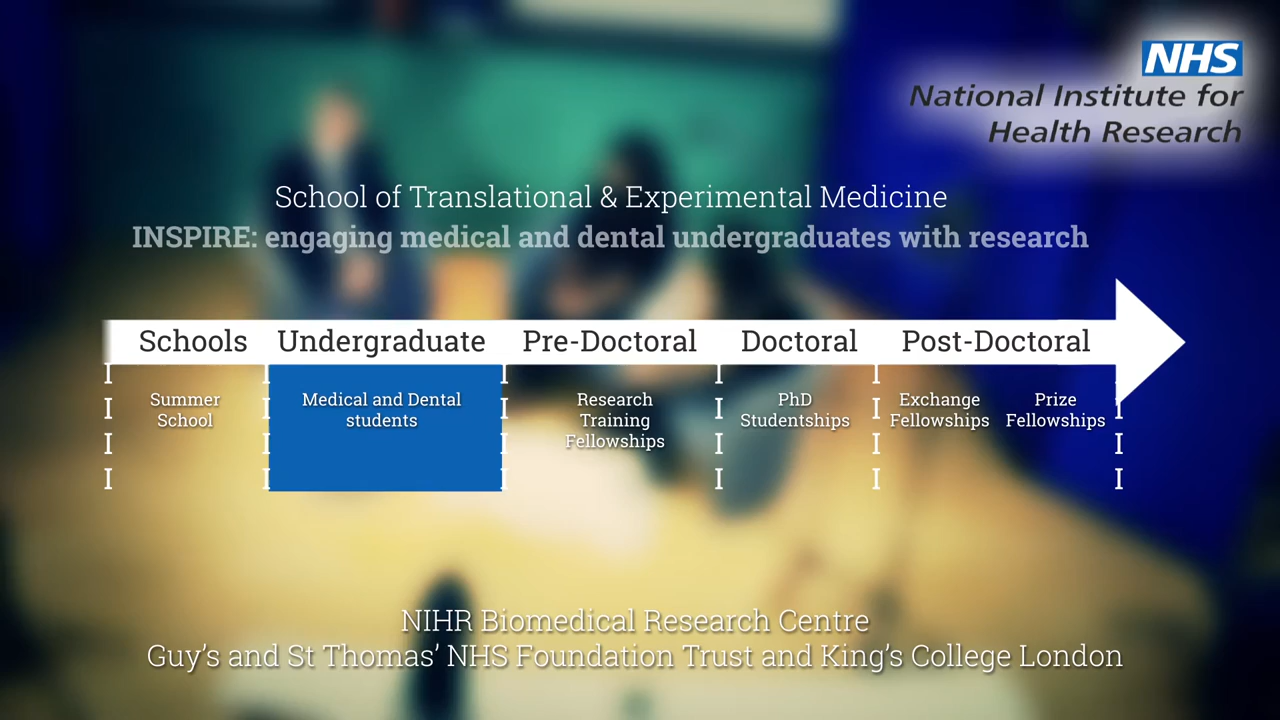 NHS
National Institute for
Health Research
School of Translational & Experimental Medicine
INSPIRE: engaging medical and dental undergraduates with research
Schools Undergraduate Pre-Doctoral Doctoral Post-Doctoral
Summer
School
Medical and Dental
students
Research
Training
Fellowships
PhD
Studentships
Exchange
Fellowships
Prize
Fellowships
NIHR Biomedical Research Centre
Guy’s and St Thomas’ NHS Foundation Trust and King’s College London